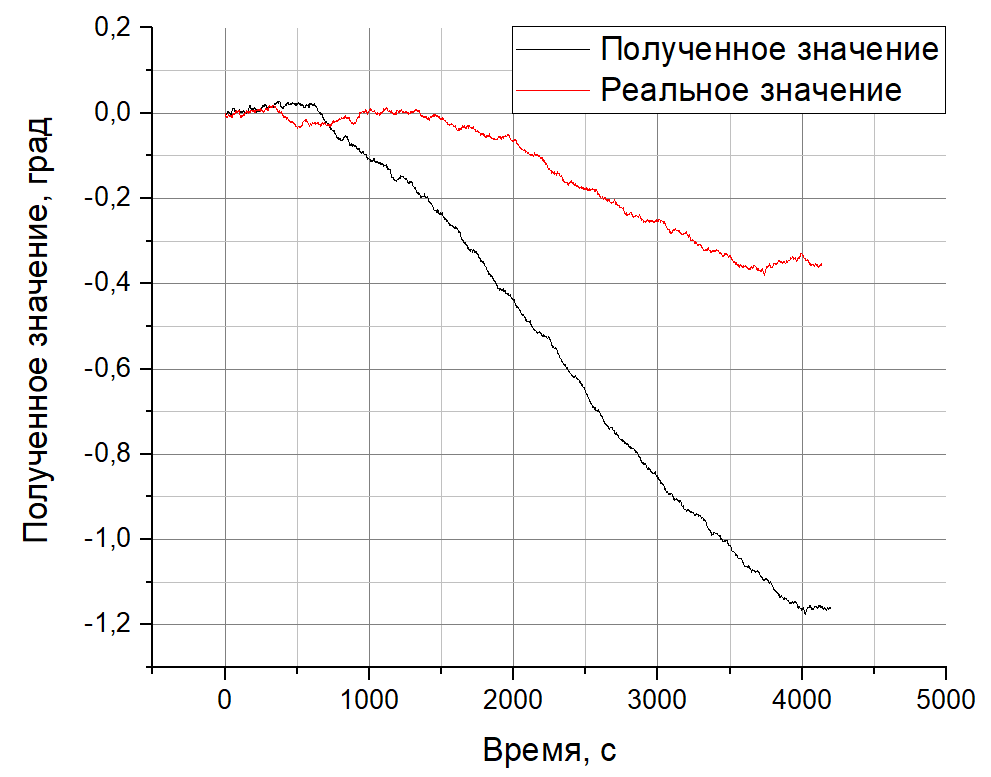 Полученное значение
Реальное значение
0,2
0,0
-0,2
-0,4
-0,6
-0,8
-1,0
-1,2
Полученное значение, град
0 1000 2000 3000 4000 5000
Время, с